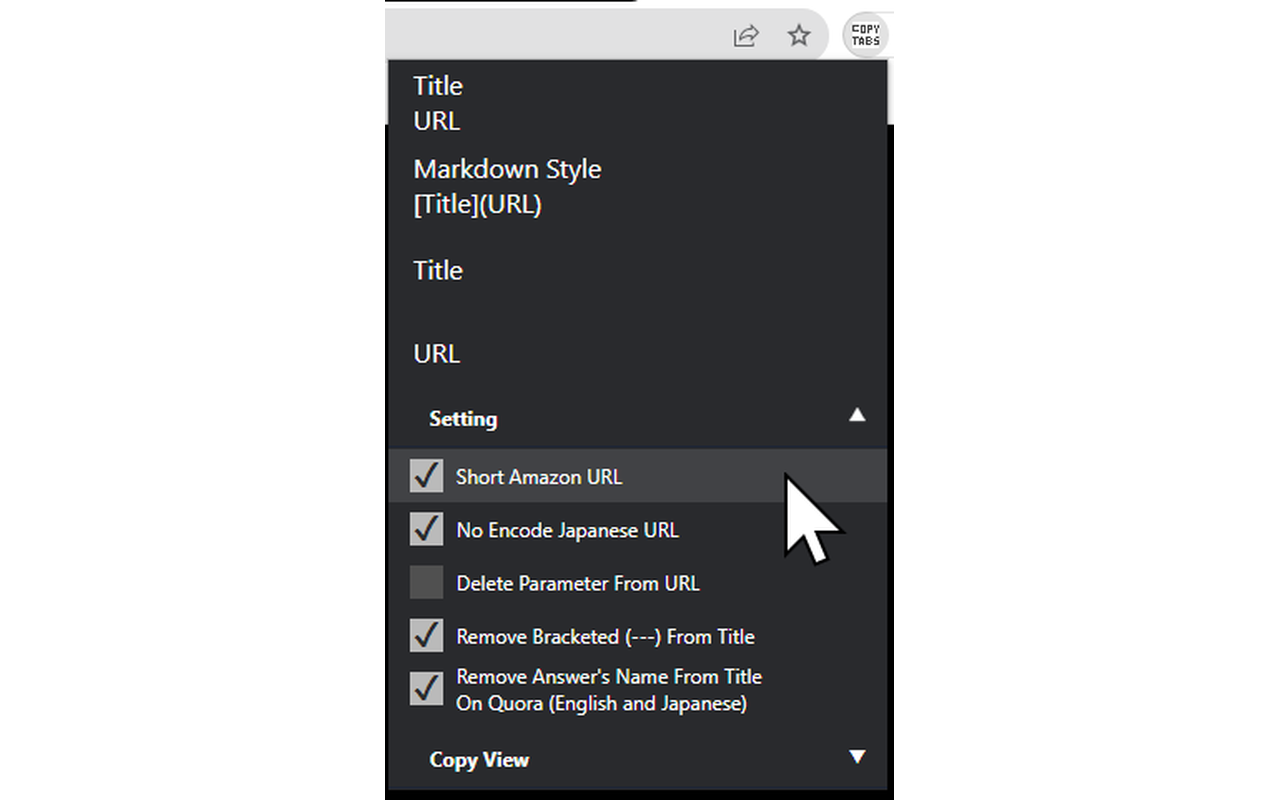 COPY
TABS
Title
URL
Markdown Style
[Title](URL)
Title
URL
Setting
Short Amazon URL
No Encode Japanese URL
Delete Parameter From URL
Remove Bracketed (---) From Title
Remove Answer's Name From Title
On Quora (English and Japanese)
Copy View